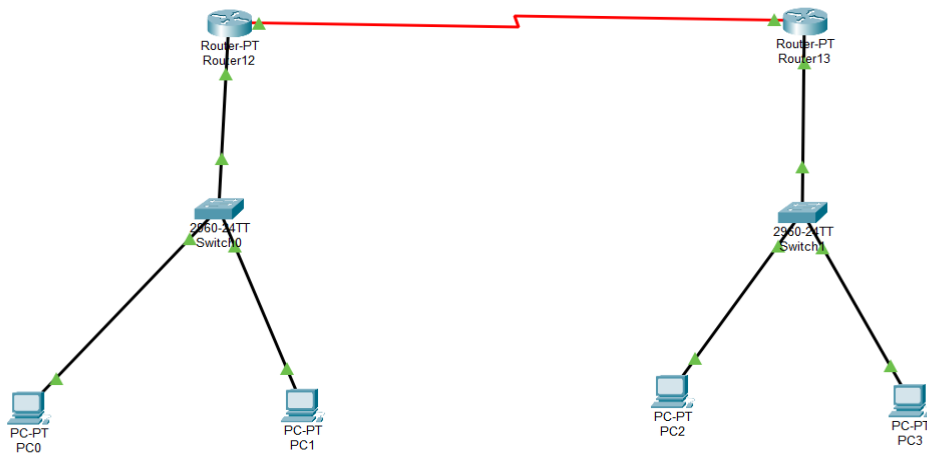 Router-PT
Router12
Router-PT
Router13
2960-24TT
Switch0
2960-24TT
Switch1
PC-PT
PC0
PC-PT
PC1
PC-PT
PC2
PC-PT
PC3